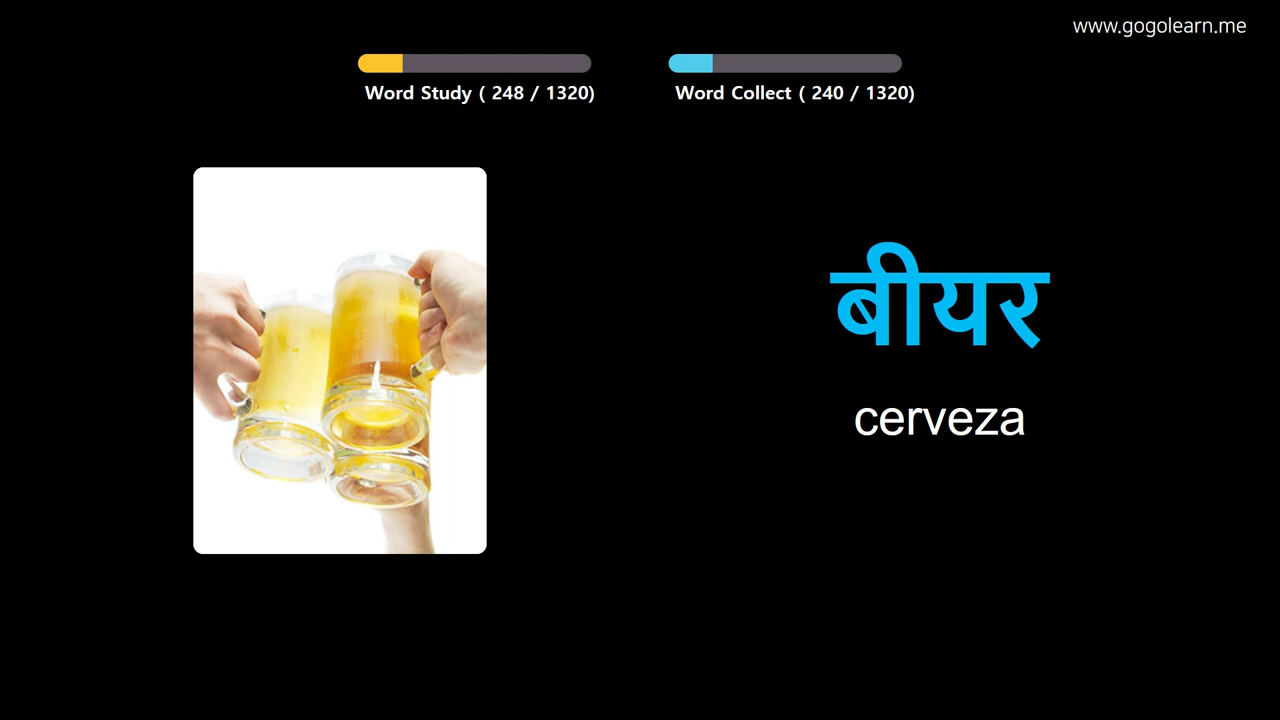 www.gogolearn.me
Word Study ( 248 / 1320)
Word Collect ( 240 / 1320)
बीयर
cerveza